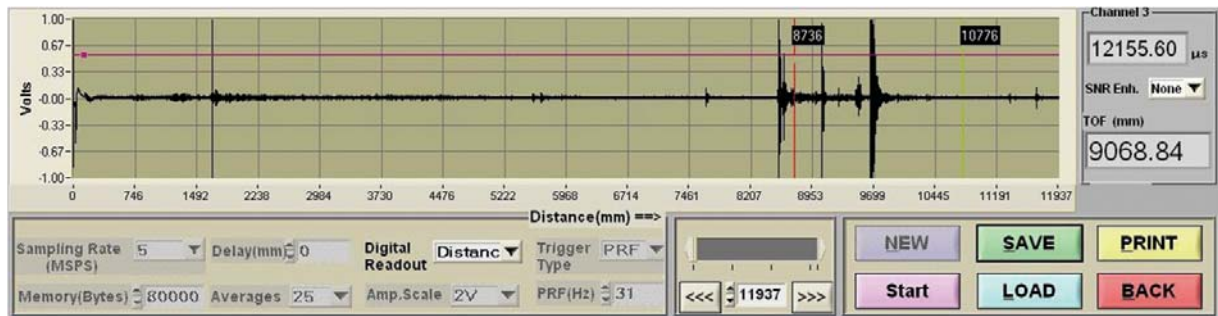 1.00
0.67
0.33
-0.00
-0.33
-0.67
-1.00
Volts
8736
10776
0 746 1492 2238 2984 3730 4476 5222 5968 6714 7461 8207 8953 9699 10445 11191 11937
Distance(mm) ==>
Channel 3
12155.60 µs
SNR Enh. None
TOF (mm)
9068.84
Sampling Rate (MSPS) 5
Delay(mm) 0
Digital Readout Distanc
Trigger Type PRF
Memory(Bytes) 80000
Averages 25
Amp.Scale 2V
PRF(Hz) 31
<<< 11937 >>>
NEW SAVE PRINT
Start LOAD BACK